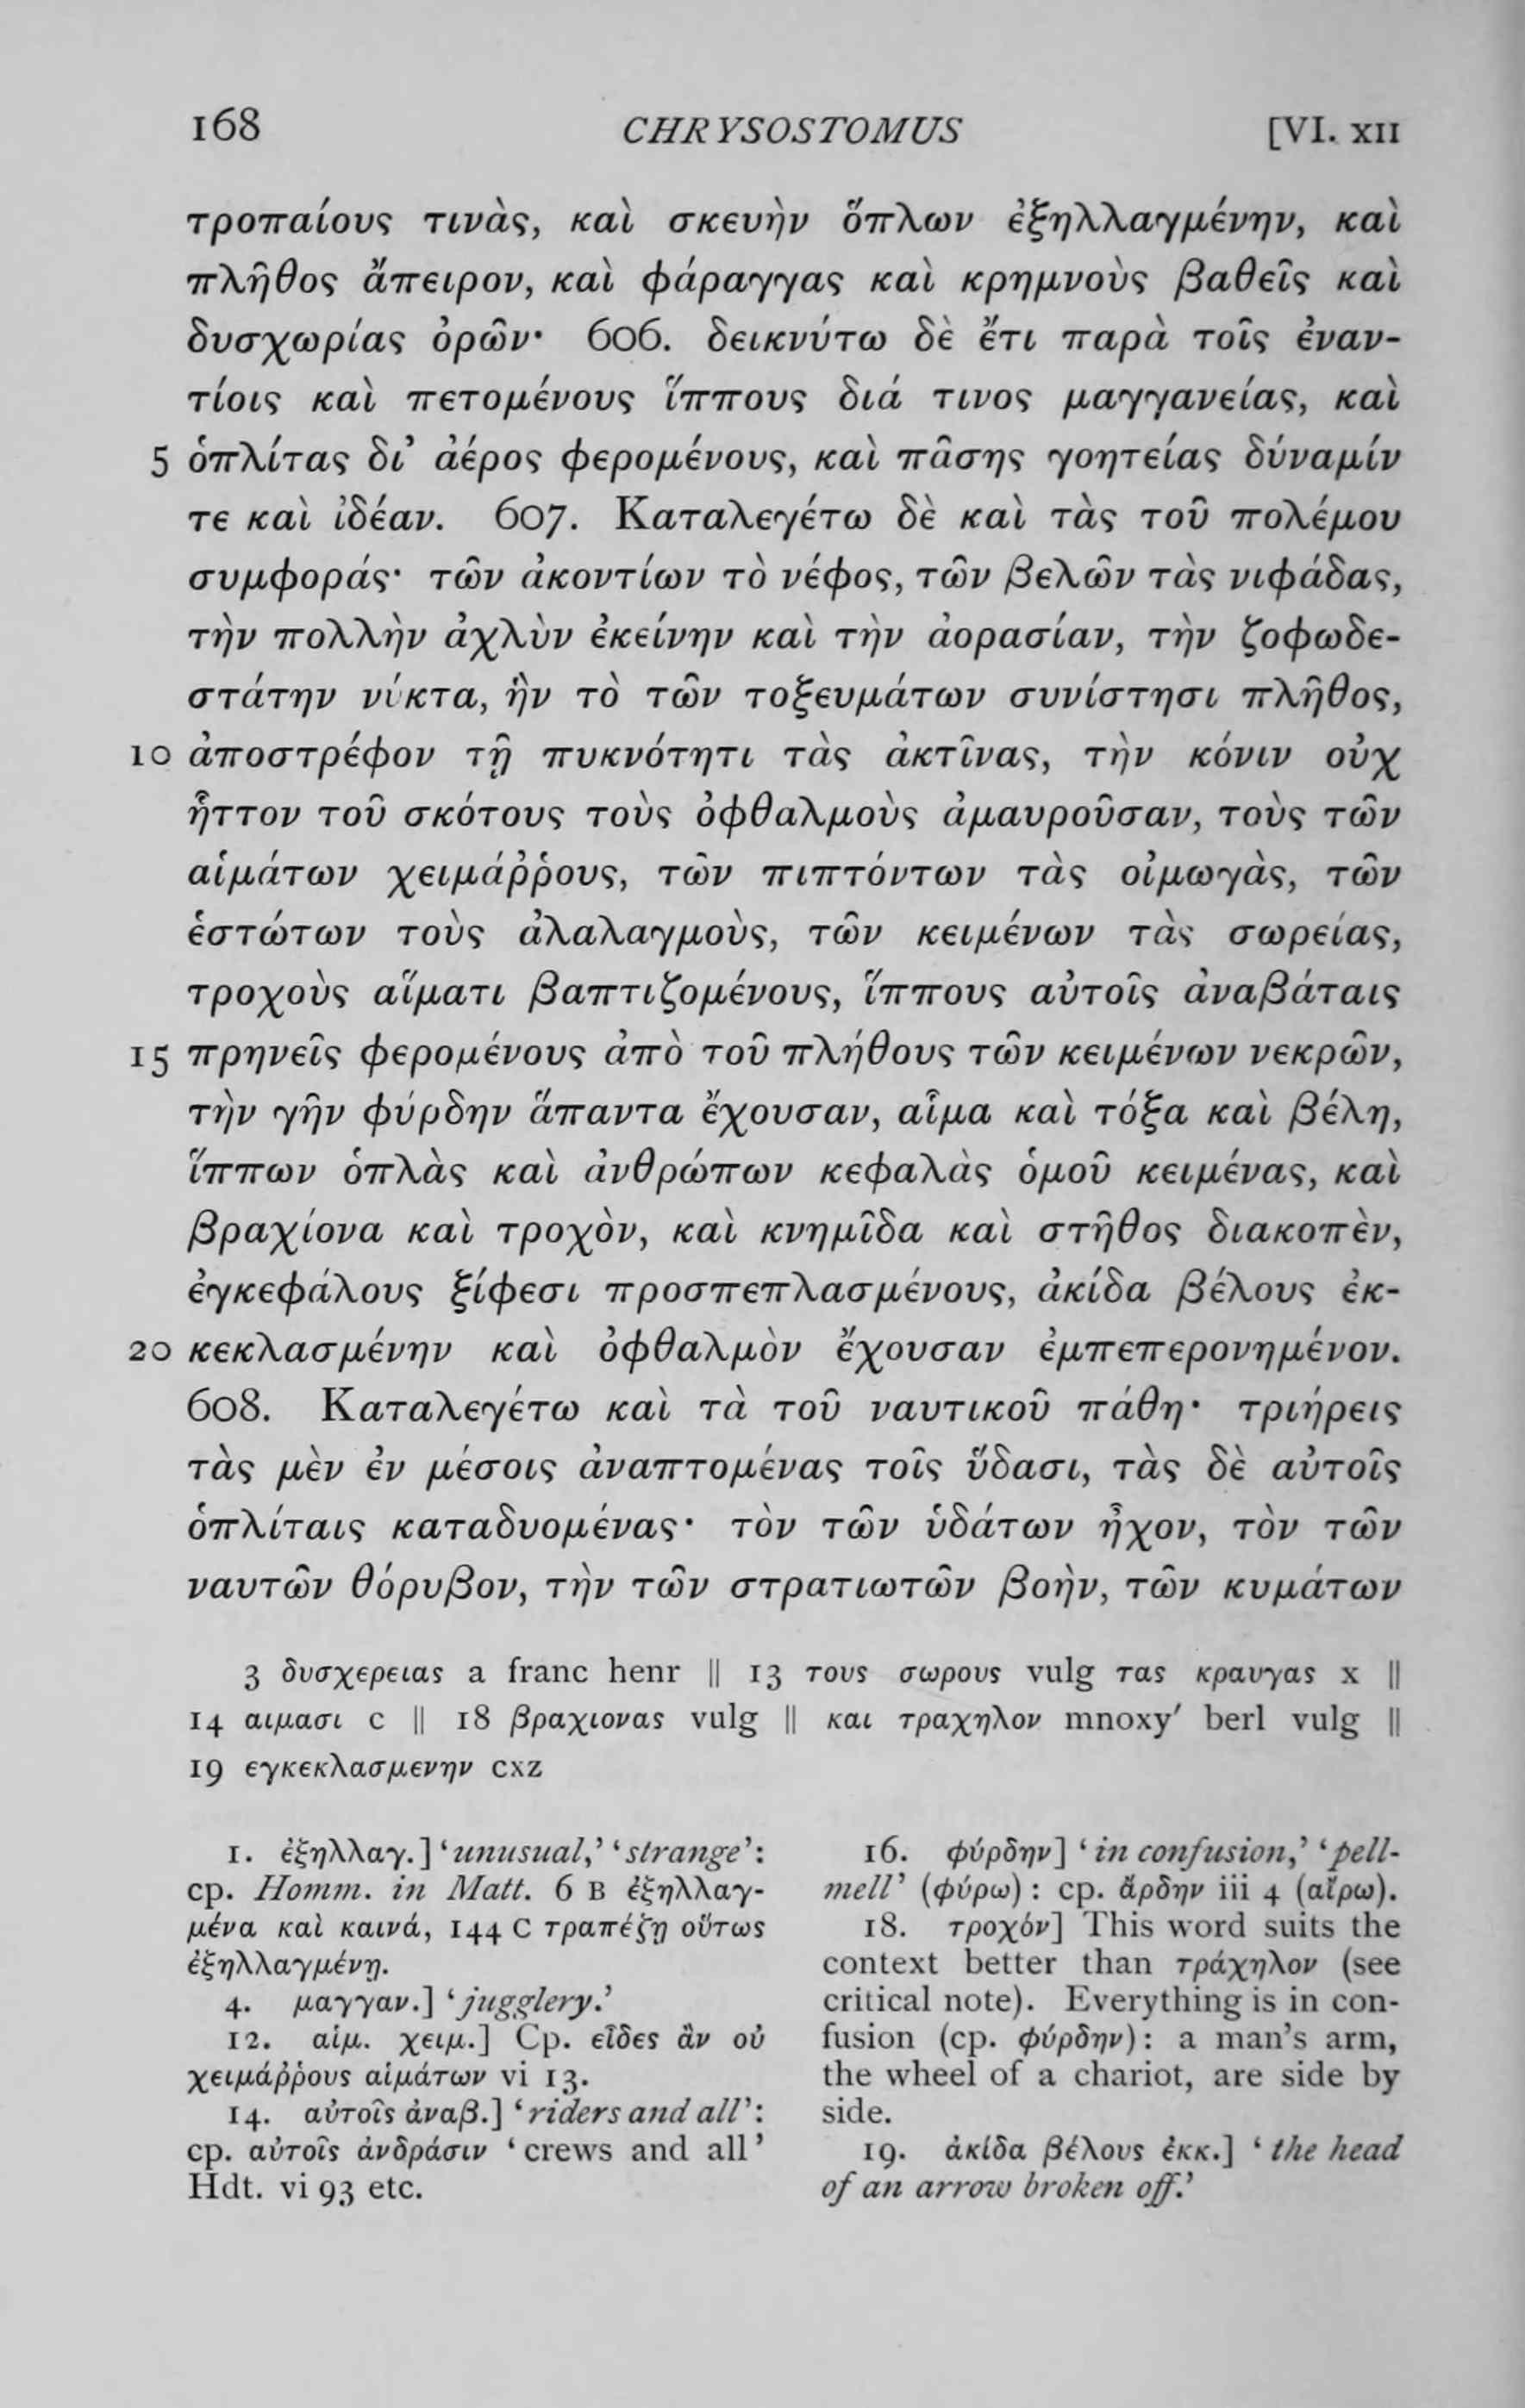 168 CHRYSOSTOMUS [VI. XII
τροπαίους τινὰς, καὶ σκευὴν ὅπλων ἐξηλλαγμένην, καὶ
πλῆθος ἄπειρον, καὶ φάραγγας καὶ κρημνοὺς βαθεῖς καὶ
δυσχωρίας ὁρῶν· 606. δεικνύτω δὲ ἔτι παρὰ τοῖς ἐναν-
τίοις καὶ πετομένους ἵππους διά τινος μαγγανείας, καὶ
5 ὁπλίτας δι᾽ ἀέρος φερομένους, καὶ πᾶσης γοητείας δύναμίν
τε καὶ ἰδέαν. 607. Καταλεγέτω δὲ καὶ τὰς τοῦ πολέμου
συμφοράς· τῶν ἀκοντίων τὸ νέφος, τῶν βελῶν τὰς νιφάδας,
τὴν πολλὴν ἀχλὺν ἐκείνην καὶ τὴν ἀορασίαν, τὴν ζοφωδε-
στάτην νύκτα, ἣν τὸ τῶν τοξευμάτων συνίστησι πλῆθος,
10 ἀποστρέφον τῇ πυκνότητι τὰς ἀκτῖνας, τὴν κόνιν οὐχ
ἧττον τοῦ σκότους τοὺς ὀφθαλμοὺς ἀμαυροῦσαν, τοὺς τῶν
αἱμάτων χειμάῤῥους, τῶν πιπτόντων τὰς οἰμωγὰς, τῶν
ἑστώτων τοὺς ἀλαλαγμοὺς, τῶν κειμένων τὰς σωρείας,
τροχοὺς αἵματι βαπτιζομένους, ἵππους αὐτοῖς ἀναβάταις
15 πρηνεῖς φερομένους ἀπὸ τοῦ πλήθους τῶν κειμένων νεκρῶν,
τὴν γῆν φύρδην ἅπαντα ἔχουσαν, αἷμα καὶ τόξα καὶ βέλη,
ἵππων ὁπλὰς καὶ ἀνθρώπων κεφαλὰς ὁμοῦ κειμένας, καὶ
βραχίονα καὶ τροχὸν, καὶ κνημῖδα καὶ στῆθος διακοπὲν,
ἐγκεφάλους ξίφεσι προσπεπλασμένους, ἀκίδα βέλους ἐκ-
20 κεκλασμένην καὶ ὀφθαλμὸν ἔχουσαν ἐμπεπερονημένον.
608. Καταλεγέτω καὶ τὰ τοῦ ναυτικοῦ πάθη· τριήρεις
τὰς μὲν ἐν μέσοις ἀναπτομένας τοῖς ὕδασι, τὰς δὲ αὐτοῖς
ὁπλίταις καταδυομένας· τὸν τῶν ὑδάτων ἦχον, τὸν τῶν
ναυτῶν θόρυβον, τὴν τῶν στρατιωτῶν βοὴν, τῶν κυμάτων
3 δυσχερειας a franc henr || 13 τους σωρους vulg τας κραυγας x ||
14 αιμασι c || 18 βραχιονας vulg || και τραχηλον mnoxy′ berl vulg ||
19 εγκεκλασμενην cxz
1. ἐξηλλαγ.] ‘unusual,’ ‘strange’:
cp. Homm. in Matt. 6 B ἐξηλλαγ-
μένα καὶ καινά, 144 C τραπέζῃ οὕτως
ἐξηλλαγμένῃ.
4. μαγγαν.] ‘jugglery.’
12. αἱμ. χειμ.] Cp. εἶδες ἂν οὐ
χειμάῤῥους αἱμάτων vi 13.
14. αὐτοῖς ἀναβ.] ‘riders and all’:
cp. αὐτοῖς ἀνδράσιν ‘crews and all’
Hdt. vi 93 etc.
16. φύρδην] ‘in confusion,’ ‘pell-
mell’ (φύρω): cp. ἄρδην iii 4 (αἴρω).
18. τροχόν] This word suits the
context better than τράχηλον (see
critical note). Everything is in con-
fusion (cp. φύρδην): a man's arm,
the wheel of a chariot, are side by
side.
19. ἀκίδα βέλους ἐκκ.] ‘the head
of an arrow broken off.’